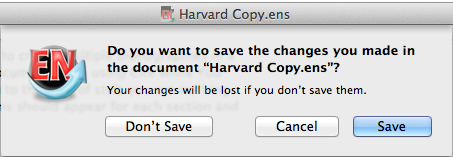 Harvard Copy.ens
EN
Do you want to save the changes you made in
the document “Harvard Copy.ens”?
Your changes will be lost if you don’t save them.
Don’t Save Cancel Save